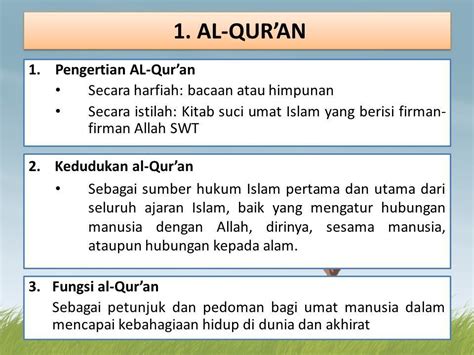 1. AL-QUR’AN
1. Pengertian AL-Qur’an
• Secara harfiah: bacaan atau himpunan
• Secara istilah: Kitab suci umat Islam yang berisi firman-
firman Allah SWT
2. Kedudukan al-Qur’an
• Sebagai sumber hukum Islam pertama dan utama dari
seluruh ajaran Islam, baik yang mengatur hubungan
manusia dengan Allah, dirinya, sesama manusia,
ataupun hubungan kepada alam.
3. Fungsi al-Qur’an
Sebagai petunjuk dan pedoman bagi umat manusia dalam
mencapai kebahagiaan hidup di dunia dan akhirat